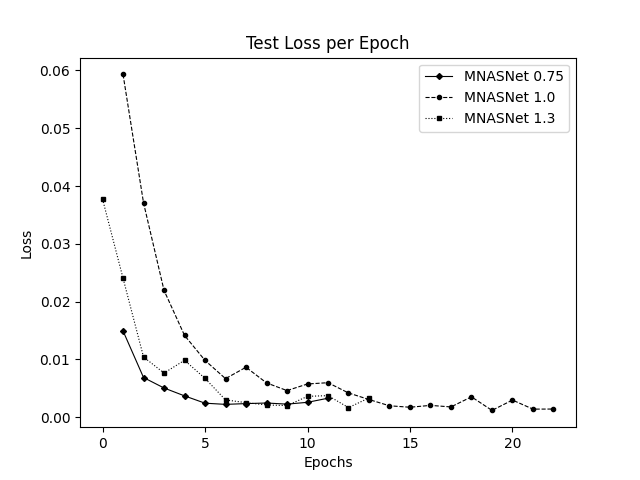 Test Loss per Epoch
MNASNet 0.75
MNASNet 1.0
MNASNet 1.3
0.06
0.05
0.04
0.03
0.02
0.01
0.00
Loss
0 5 10 15 20
Epochs